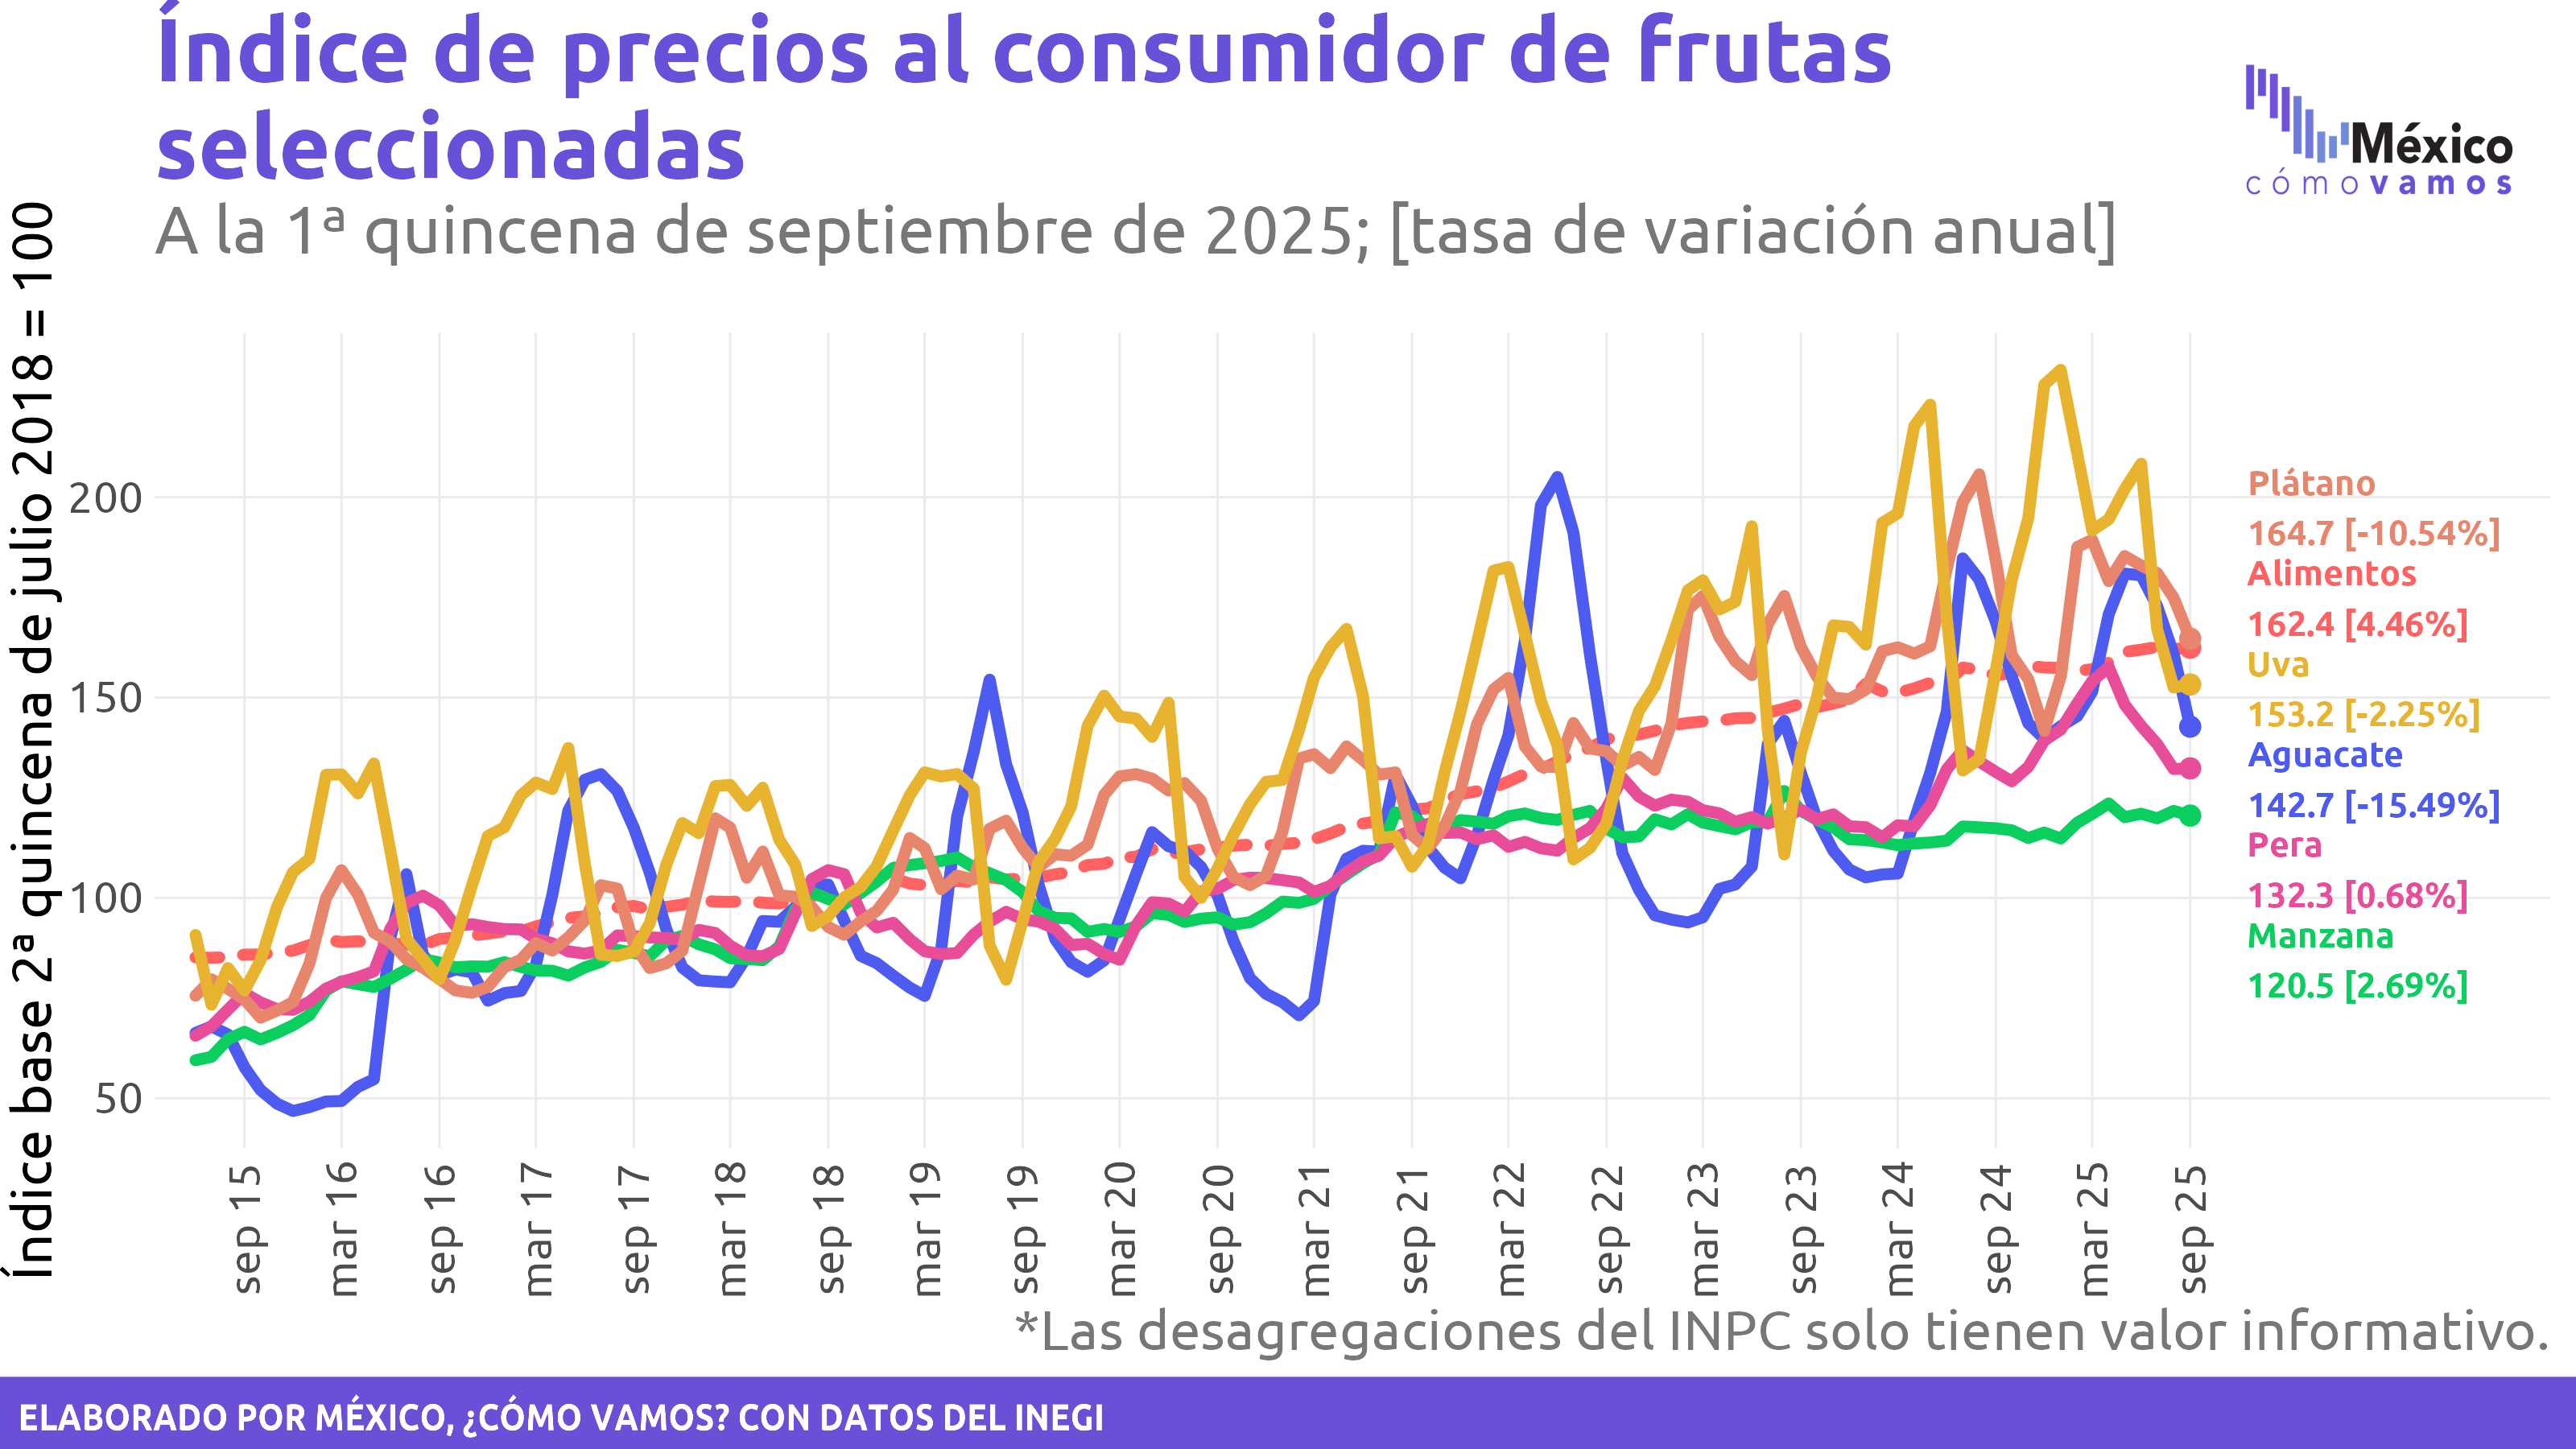 Índice de precios al consumidor de frutas
seleccionadas
A la 1ª quincena de septiembre de 2025; [tasa de variación anual]
México
cómo vamos
Índice base 2ª quincena de julio 2018 = 100
200
150
100
50
Plátano
164.7 [-10.54%]
Alimentos
162.4 [4.46%]
Uva
153.2 [-2.25%]
Aguacate
142.7 [-15.49%]
Pera
132.3 [0.68%]
Manzana
120.5 [2.69%]
sep 15
mar 16
sep 16
mar 17
sep 17
mar 18
sep 18
mar 19
sep 19
mar 20
sep 20
mar 21
sep 21
mar 22
sep 22
mar 23
sep 23
mar 24
sep 24
mar 25
sep 25
*Las desagregaciones del INPC solo tienen valor informativo.
ELABORADO POR MÉXICO, ¿CÓMO VAMOS? CON DATOS DEL INEGI